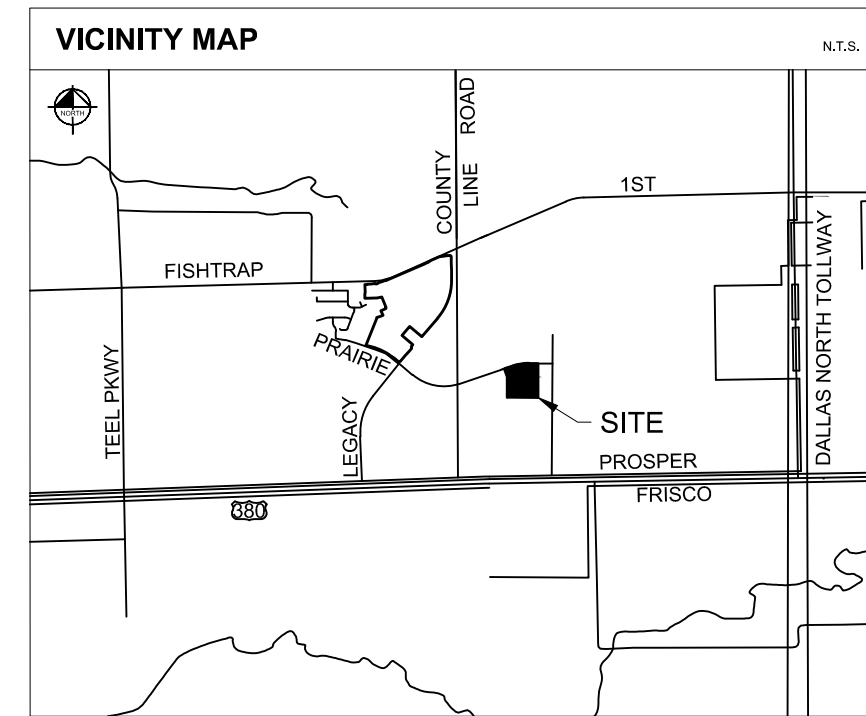 VICINITY MAP
N.T.S.
NORTH
COUNTY
LINE ROAD
1ST
FISHTRAP
PRAIRIE
TEEL PKWY
LEGACY
SITE
DALLAS NORTH TOLLWAY
PROSPER
FRISCO
380